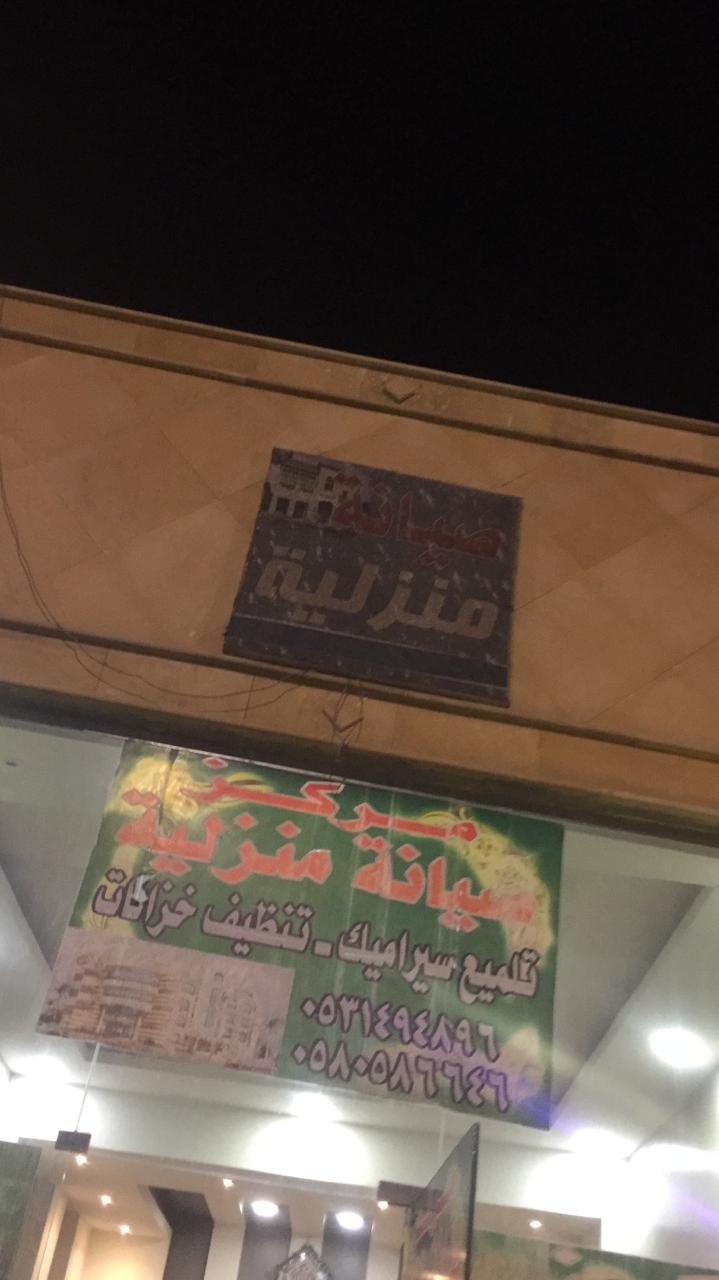 صيانة
منزلية
مركز
صيانة منزلية
تلميع سيراميك - تنظيف خزانات
٠٥٣١٤٩٤٨٩٦
٠٥٨٠٥٨٦٦٤٦